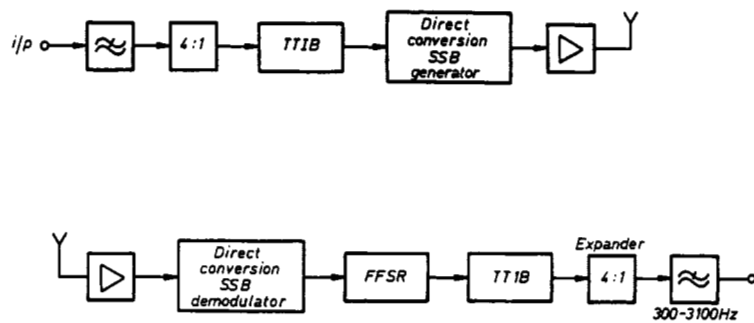 i/p
4:1
TTIB
Direct
conversion
SSB
generator
Direct
conversion
SSB
demodulator
FFSR
TTIB
Expander
4:1
300-3100Hz